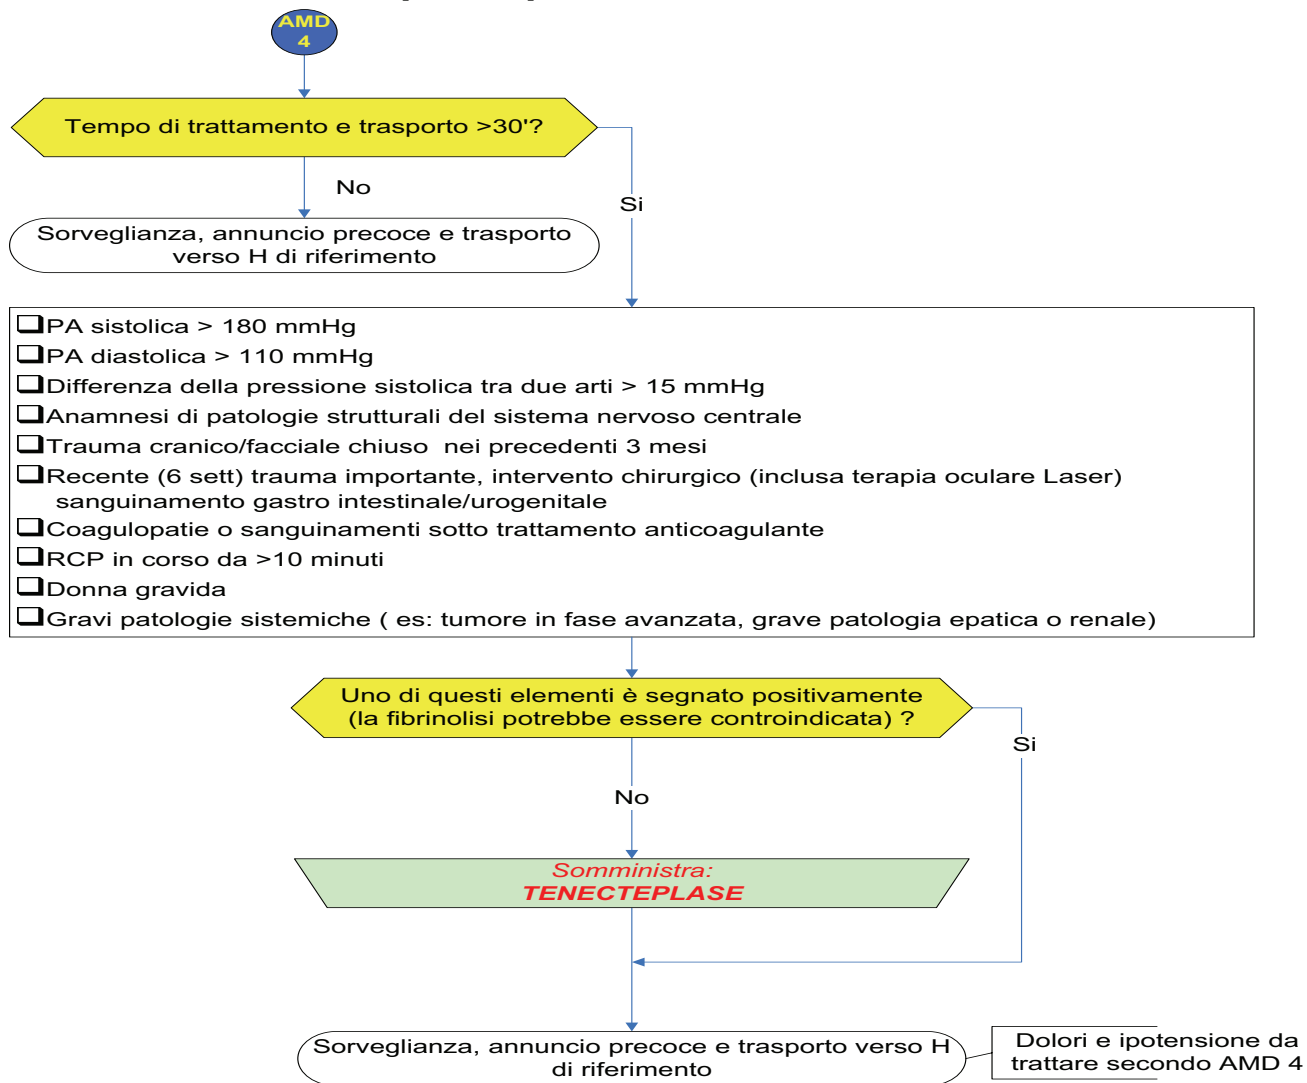 AMD
4
Tempo di trattamento e trasporto >30'?
No
Si
Sorveglianza, annuncio precoce e trasporto
verso H di riferimento
PA sistolica > 180 mmHg
PA diastolica > 110 mmHg
Differenza della pressione sistolica tra due arti > 15 mmHg
Anamnesi di patologie strutturali del sistema nervoso centrale
Trauma cranico/facciale chiuso nei precedenti 3 mesi
Recente (6 sett) trauma importante, intervento chirurgico (inclusa terapia oculare Laser)
sanguinamento gastro intestinale/urogenitale
Coagulopatie o sanguinamenti sotto trattamento anticoagulante
RCP in corso da >10 minuti
Donna gravida
Gravi patologie sistemiche ( es: tumore in fase avanzata, grave patologia epatica o renale)
Uno di questi elementi è segnato positivamente
(la fibrinolisi potrebbe essere controindicata) ?
Si
No
Somministra:
TENECTEPLASE
Sorveglianza, annuncio precoce e trasporto verso H
di riferimento
Dolori e ipotensione da
trattare secondo AMD 4